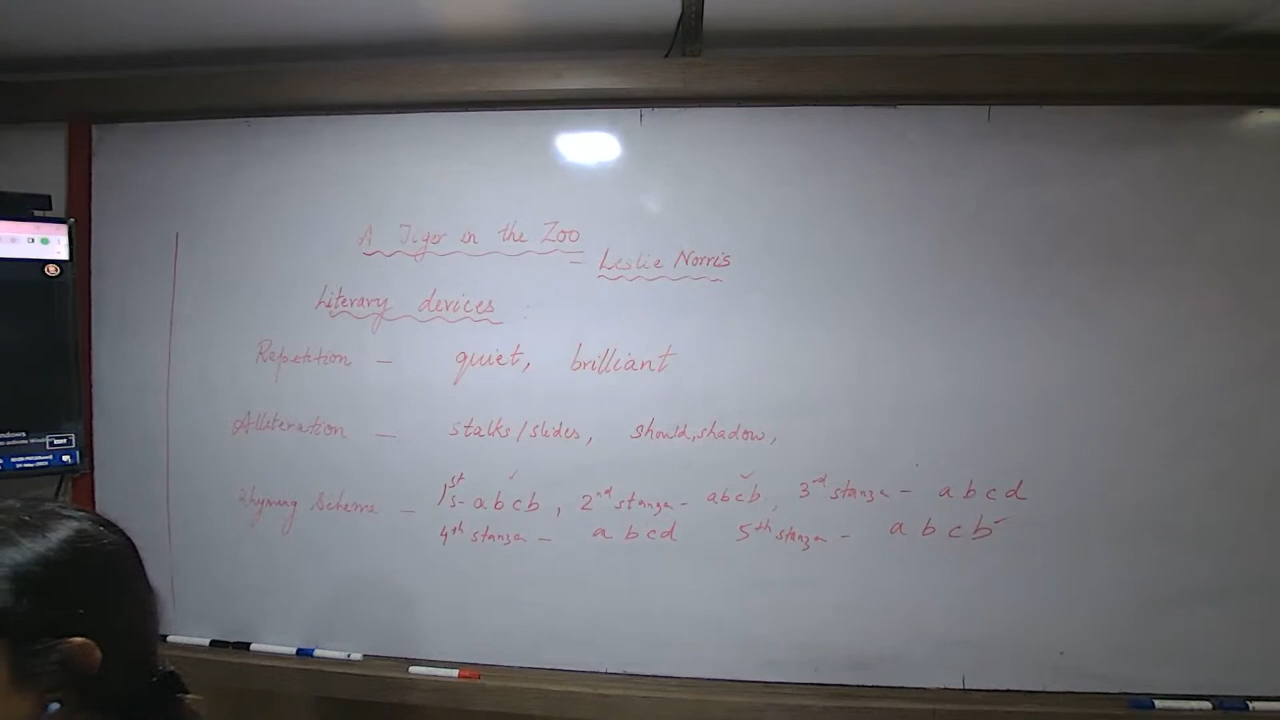 A Tiger in the Zoo
- Leslie Norris
Literary devices :
Repetition - quiet, brilliant
Alliteration - stalks/slides, should,shadow,
Rhyming Scheme - 1st s- abcb, 2nd stanza - abcb, 3rd stanza - abcd
4th stanza - abcd 5th stanza - abcb